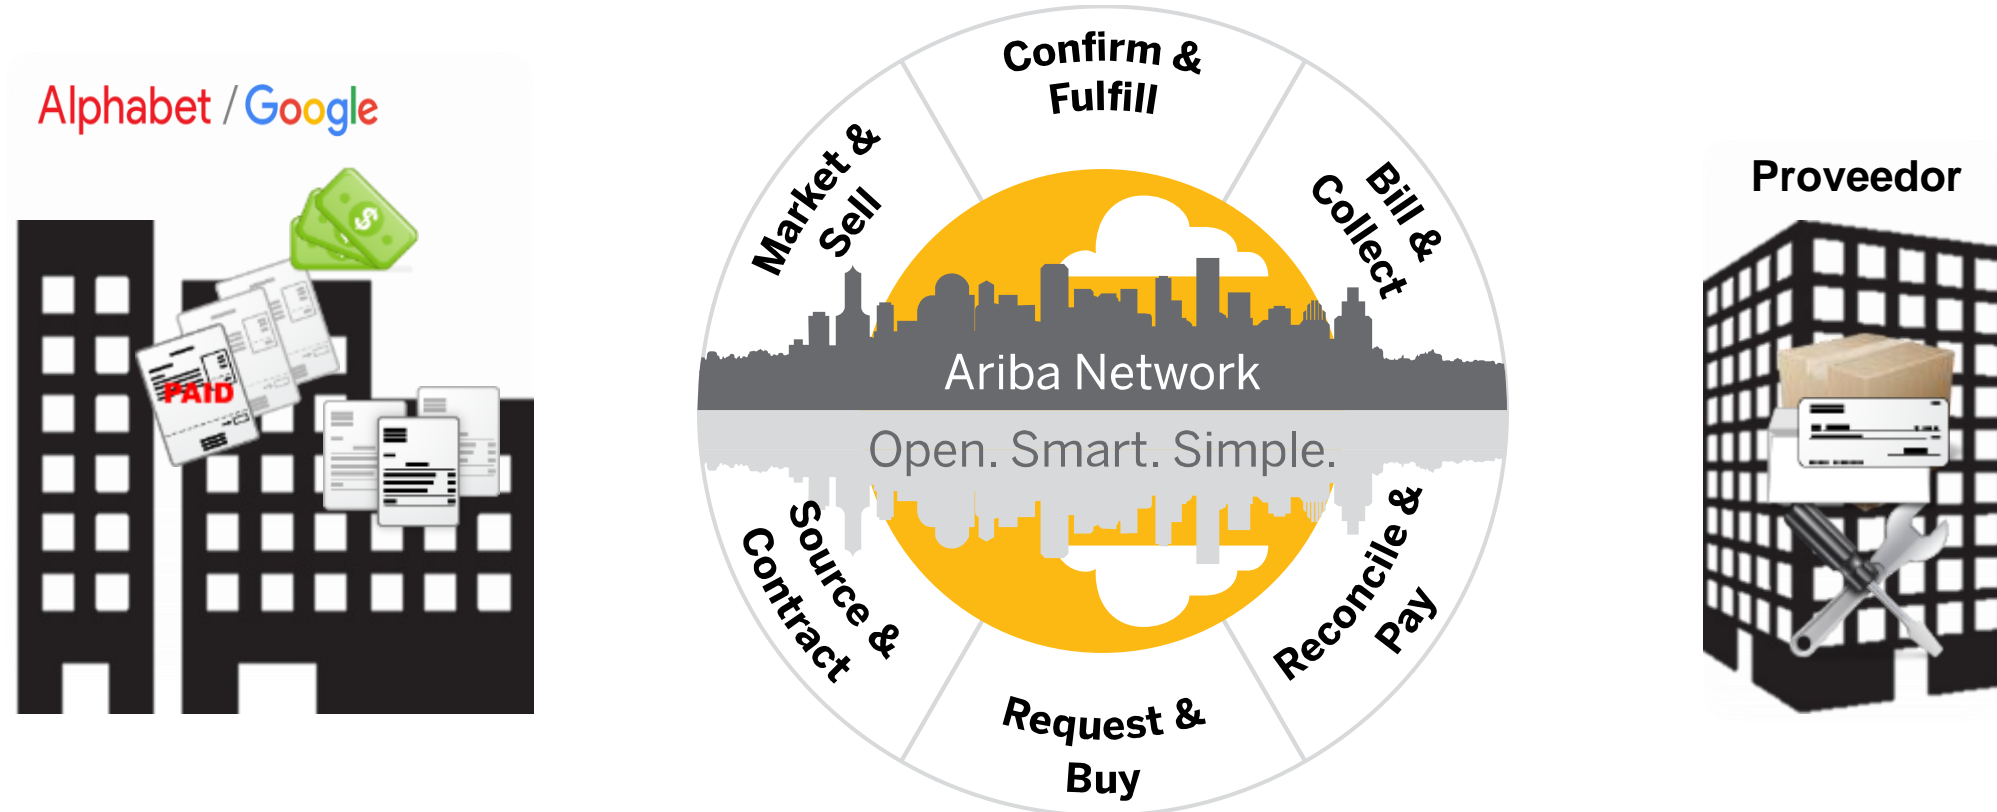 Alphabet / Google
PAID
Confirm &
Fulfill
Market &
Sell
Bill &
Collect
Ariba Network
Open. Smart. Simple.
Source &
Contract
Reconcile &
Pay
Request &
Buy
Proveedor